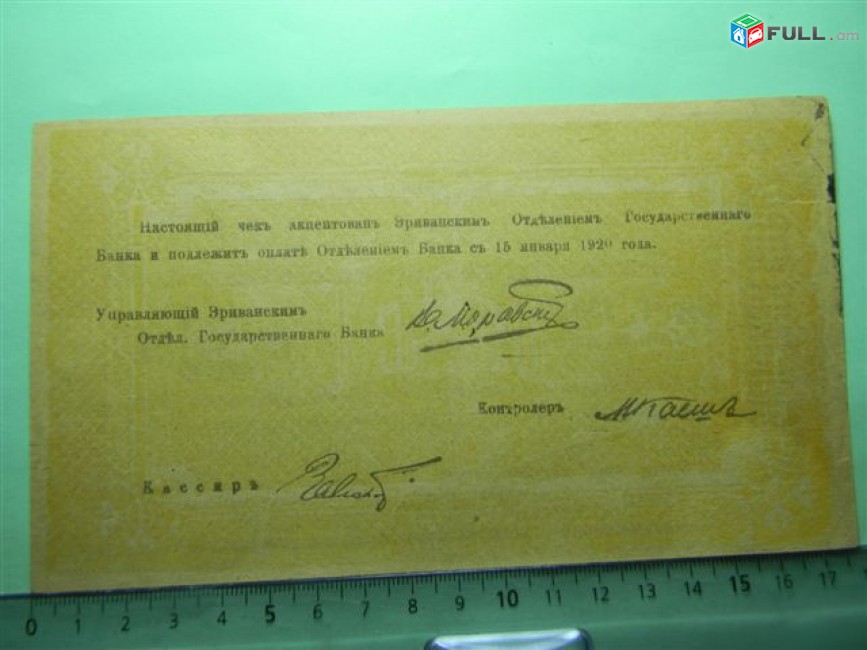 FULL.am
Настоящій чекъ акцептованъ Эриванскимъ Отдѣленіемъ Государственнаго
Банка и подлежитъ оплатѣ Отдѣленіемъ Банка съ 15 января 1920 года.
Управляющій Эриванскимъ
Отдѣл. Государственнаго Банка
Контролеръ
Кассиръ
0 1 2 3 4 5 6 7 8 9 10 11 12 13 14 15 16 17